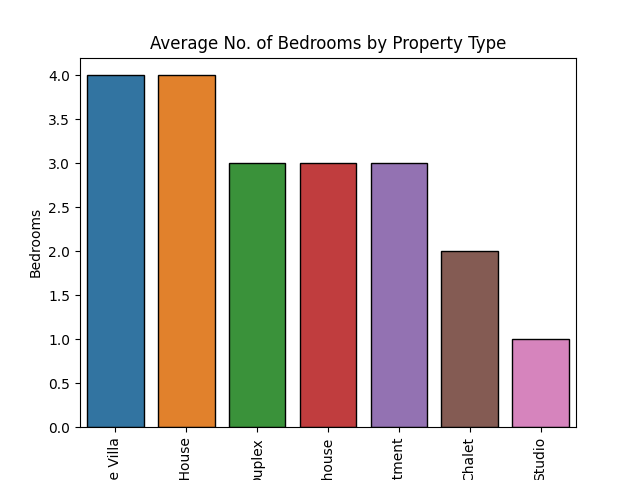 Average No. of Bedrooms by Property Type
Bedrooms
4.0
3.5
3.0
2.5
2.0
1.5
1.0
0.5
0.0
e Villa
House
Duplex
house
tment
Chalet
Studio